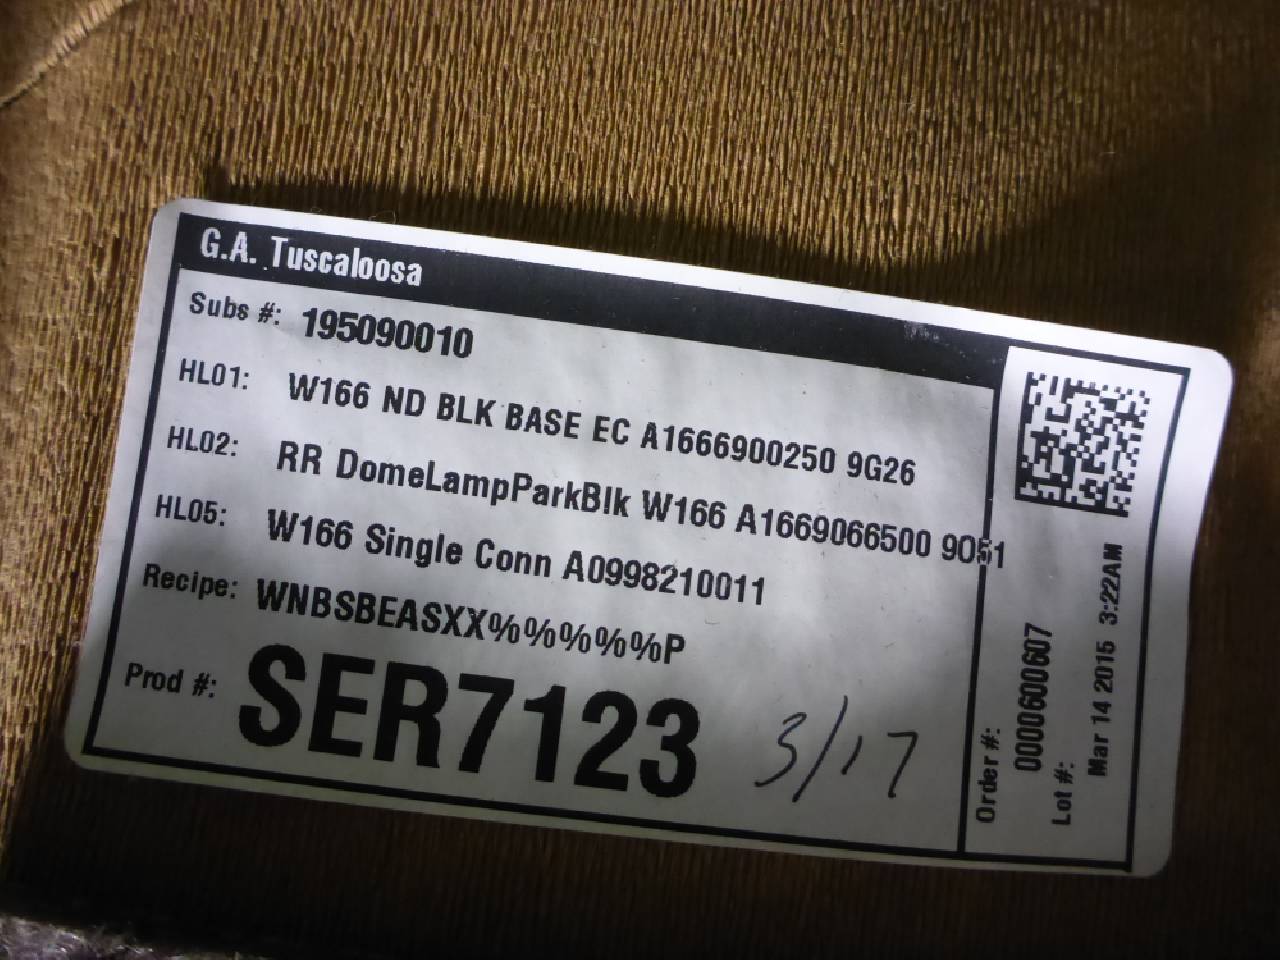 G.A. Tuscaloosa
Subs #: 195090010
HL01: W166 ND BLK BASE EC A1666900250 9G26
HL02: RR DomeLampParkBlk W166 A1669066500 9051
HL05: W166 Single Conn A0998210011
Recipe: WNBSBEASXX%%%%%P
Prod #: SER7123
3/17
Order #: 0000600607
Lot #: Mar 14 2015 3:22AM